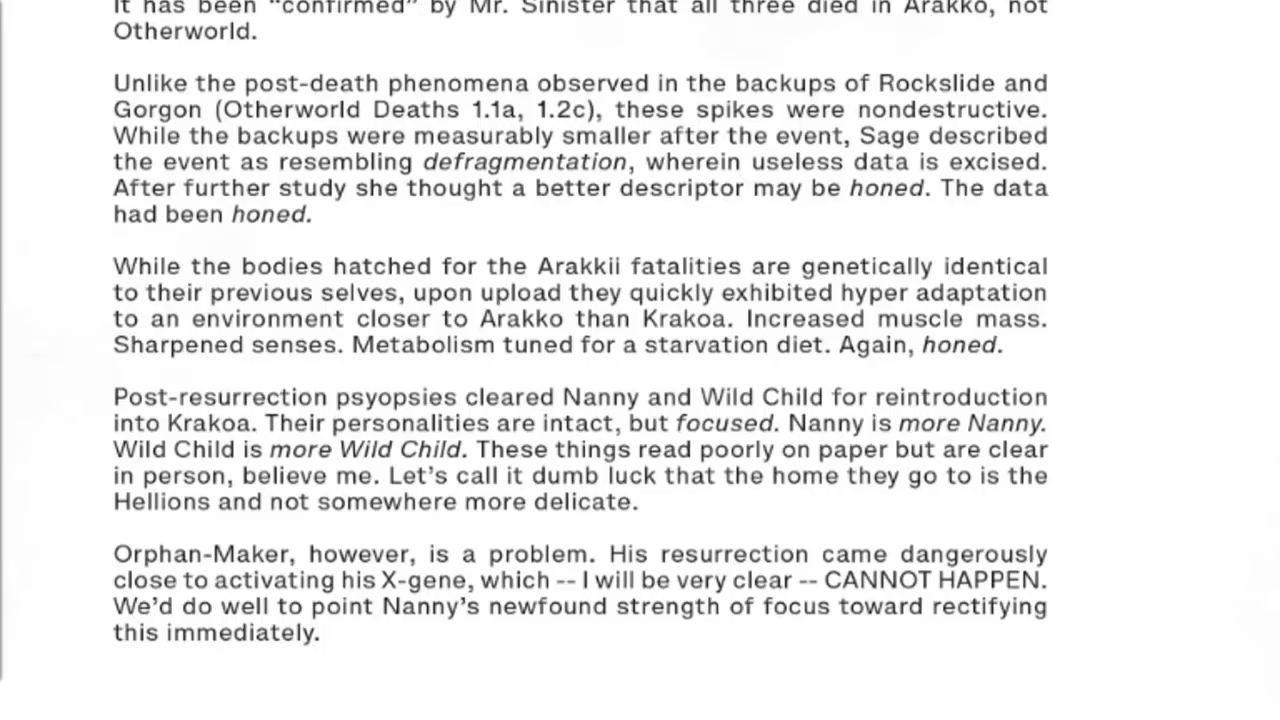 It has been “confirmed” by Mr. Sinister that all three died in Arakko, not
Otherworld.
Unlike the post-death phenomena observed in the backups of Rockslide and
Gorgon (Otherworld Deaths 1.1a, 1.2c), these spikes were nondestructive.
While the backups were measurably smaller after the event, Sage described
the event as resembling defragmentation, wherein useless data is excised.
After further study she thought a better descriptor may be honed. The data
had been honed.
While the bodies hatched for the Arakkii fatalities are genetically identical
to their previous selves, upon upload they quickly exhibited hyper adaptation
to an environment closer to Arakko than Krakoa. Increased muscle mass.
Sharpened senses. Metabolism tuned for a starvation diet. Again, honed.
Post-resurrection psyopsies cleared Nanny and Wild Child for reintroduction
into Krakoa. Their personalities are intact, but focused. Nanny is more Nanny.
Wild Child is more Wild Child. These things read poorly on paper but are clear
in person, believe me. Let’s call it dumb luck that the home they go to is the
Hellions and not somewhere more delicate.
Orphan-Maker, however, is a problem. His resurrection came dangerously
close to activating his X-gene, which -- I will be very clear -- CANNOT HAPPEN.
We’d do well to point Nanny’s newfound strength of focus toward rectifying
this immediately.